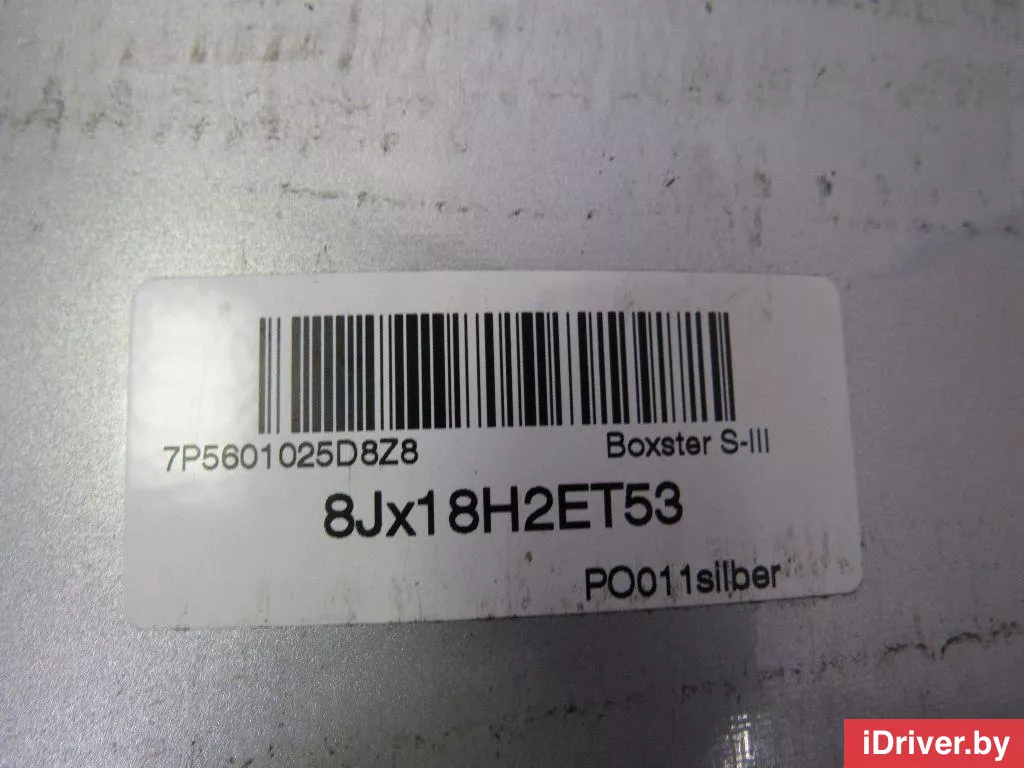 7P5601025D8Z8 Boxster S-III
8Jx18H2ET53
PO011silber
iDriver.by